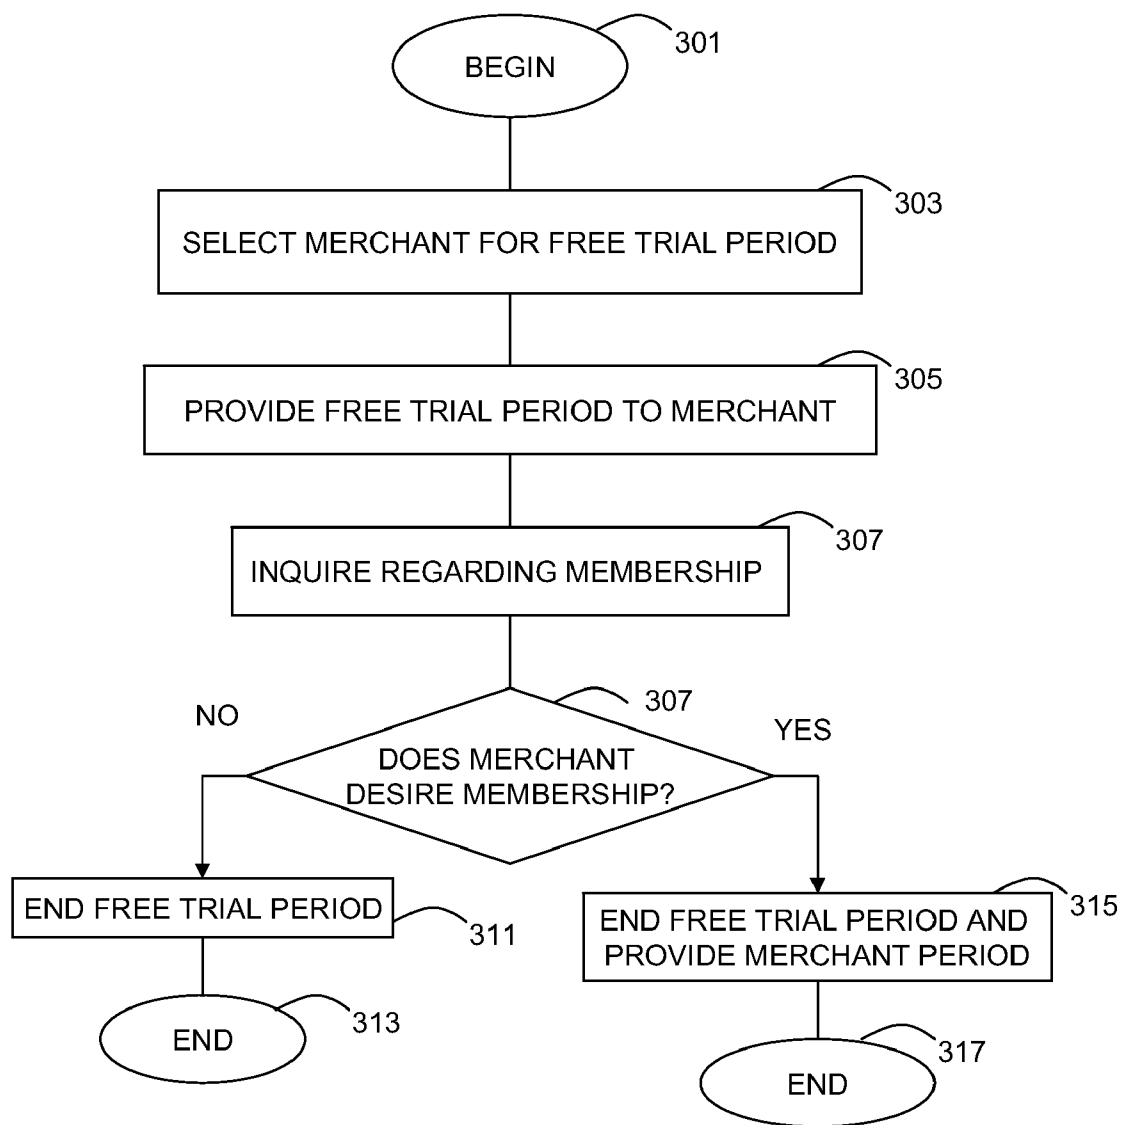 BEGIN
301
303
SELECT MERCHANT FOR FREE TRIAL PERIOD
305
PROVIDE FREE TRIAL PERIOD TO MERCHANT
307
INQUIRE REGARDING MEMBERSHIP
307
NO
YES
DOES MERCHANT
DESIRE MEMBERSHIP?
END FREE TRIAL PERIOD
311
315
END FREE TRIAL PERIOD AND
PROVIDE MERCHANT PERIOD
313
END
317
END